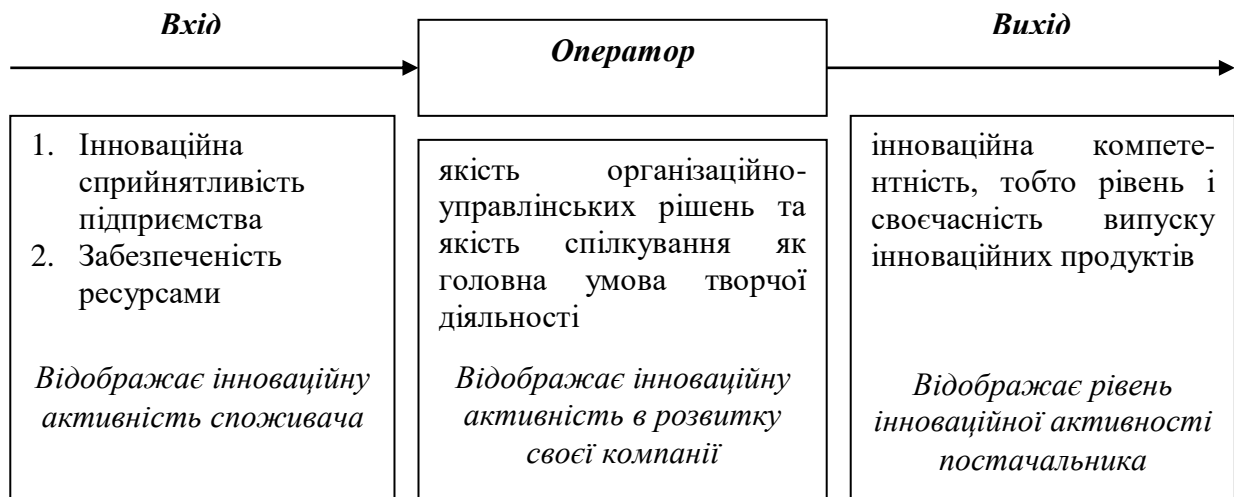 Вхід
Оператор
Вихід
1. Інноваційна
сприйнятливість
підприємства
2. Забезпеченість
ресурсами
Відображає інноваційну
активність споживача
якість організаційно-
управлінських рішень та
якість спілкування як
головна умова творчої
діяльності
Відображає інноваційну
активність в розвитку
своєї компанії
інноваційна компете-
нтність, тобто рівень і
своєчасність випуску
інноваційних продуктів
Відображає рівень
інноваційної активності
постачальника